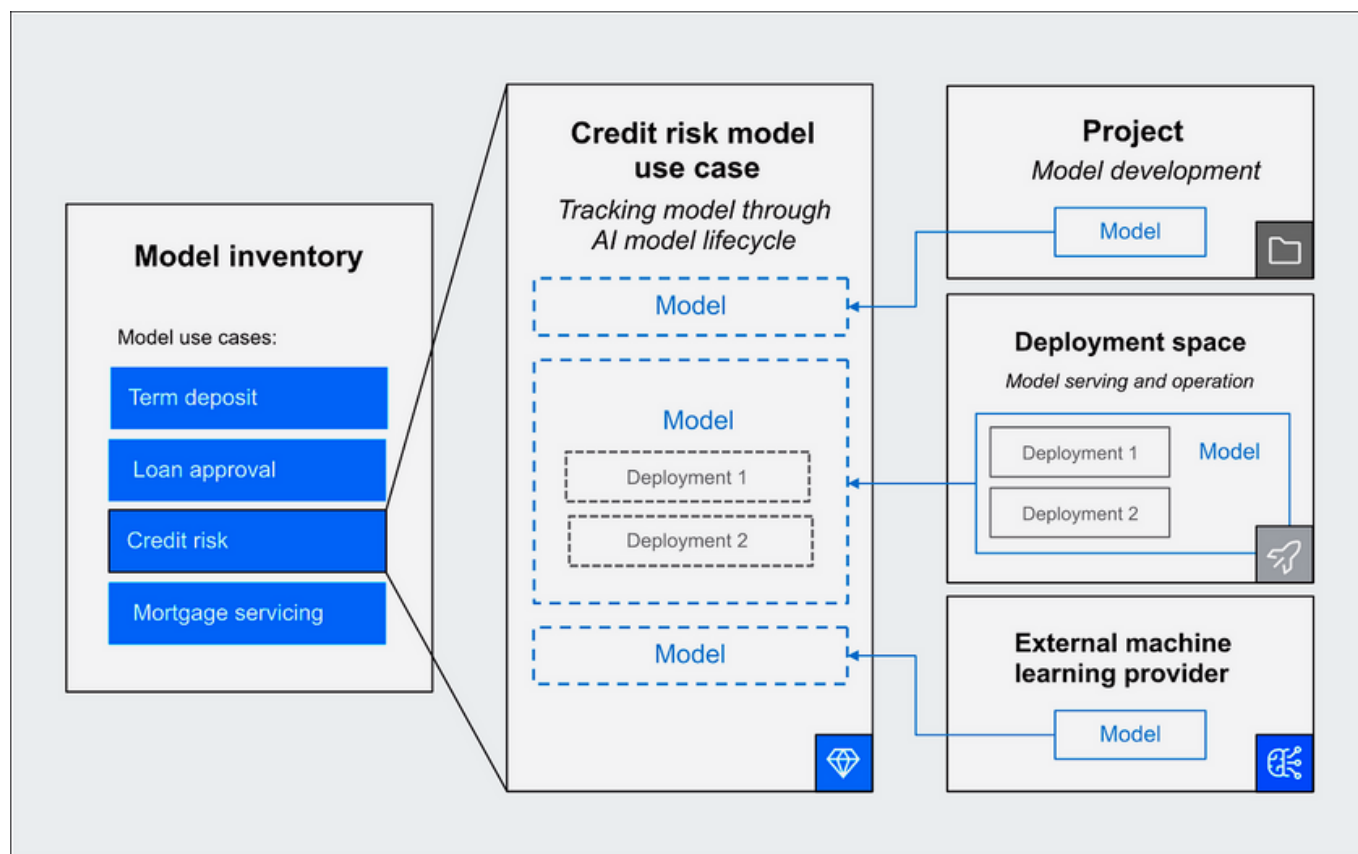 Model inventory
Model use cases:
Term deposit
Loan approval
Credit risk
Mortgage servicing
Credit risk model
use case
Tracking model through
AI model lifecycle
Model
Model
Deployment 1
Deployment 2
Model
Project
Model development
Model
Deployment space
Model serving and operation
Deployment 1
Model
Deployment 2
External machine
learning provider
Model